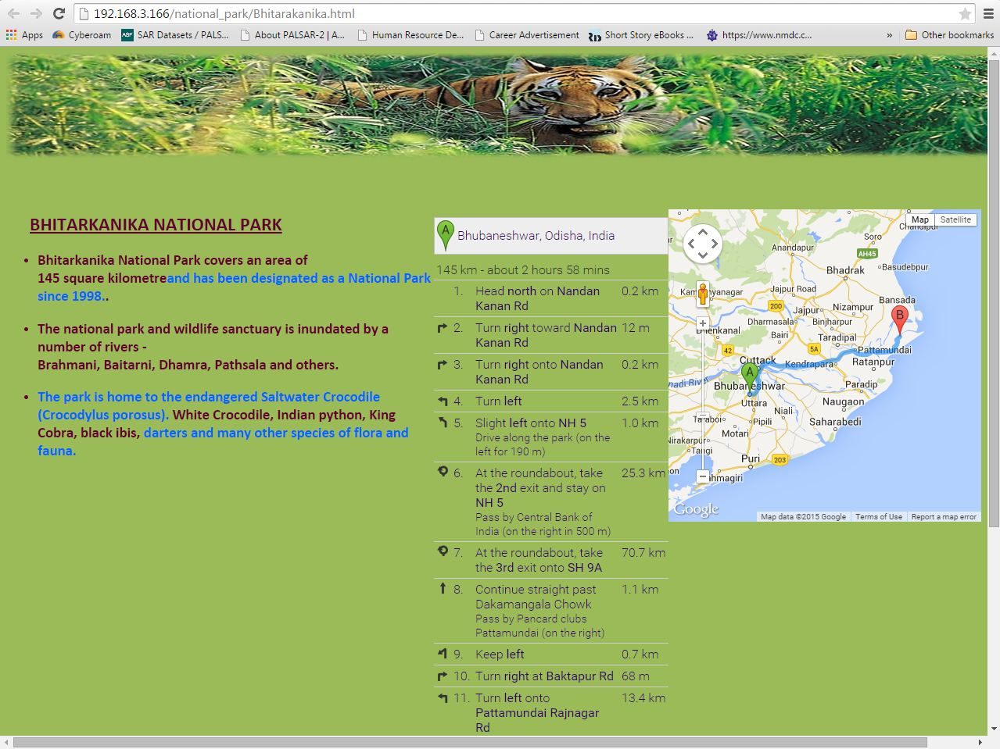 192.168.3.166/national_park/Bhitarakanika.html
Apps Cyberoam SAR Datasets / PALS... About PALSAR-2 | A... Human Resource De... Career Advertisement Short Story eBooks ... https://www.nmdc.c... » Other bookmarks
BHITARKANIKA NATIONAL PARK
• Bhitarkanika National Park covers an area of
145 square kilometreand has been designated as a National Park
since 1998..
• The national park and wildlife sanctuary is inundated by a
number of rivers -
Brahmani, Baitarni, Dhamra, Pathsala and others.
• The park is home to the endangered Saltwater Crocodile
(Crocodylus porosus). White Crocodile, Indian python, King
Cobra, black ibis, darters and many other species of flora and
fauna.
A Bhubaneshwar, Odisha, India
145 km - about 2 hours 58 mins
1. Head north on Nandan 0.2 km
Kanan Rd
2. Turn right toward Nandan 12 m
Kanan Rd
3. Turn right onto Nandan 0.2 km
Kanan Rd
4. Turn left 2.5 km
5. Slight left onto NH 5 1.0 km
Drive along the park (on the
left for 190 m)
6. At the roundabout, take 25.3 km
the 2nd exit and stay on
NH 5
Pass by Central Bank of
India (on the right in 500 m)
7. At the roundabout, take 70.7 km
the 3rd exit onto SH 9A
8. Continue straight past 1.1 km
Dakamangala Chowk
Pass by Pancard clubs
Pattamundai (on the right)
9. Keep left 0.7 km
10. Turn right at Baktapur Rd 68 m
11. Turn left onto 13.4 km
Pattamundai Rajnagar
Rd
Map Satellite
Chandipur
Anandapur
AH45
Bhadrak Basudebpur
Jajpur Road
Nizampur Bansada
200
Jajpur
Dharmasala Binjharpur
B
Dhenkanal Bairi Taradipal
42 5A Pattamundai
Cuttack Kendrapara Ratanpur
A
Bhubaneshwar Paradip
Uttara Naugaon
Niali
Pipili Saharabedi
Motari
Nirakarpur
Tangi
Puri 203
Google
Map data ©2015 Google Terms of Use Report a map error